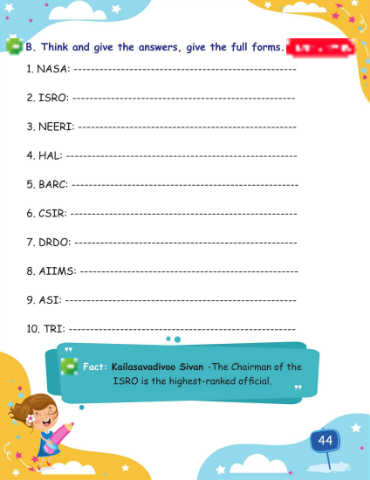 B. Think and give the answers, give the full forms.
1. NASA: ------------------------------------------------
2. ISRO: ------------------------------------------------
3. NEERI: -----------------------------------------------
4. HAL: -------------------------------------------------
5. BARC: ------------------------------------------------
6. CSIR: ------------------------------------------------
7. DRDO: ------------------------------------------------
8. AIIMS: -----------------------------------------------
9. ASI: -------------------------------------------------
10. TRI: ------------------------------------------------
" Fact: Kailasavadivoo Sivan -The Chairman of the
ISRO is the highest-ranked official. "
44